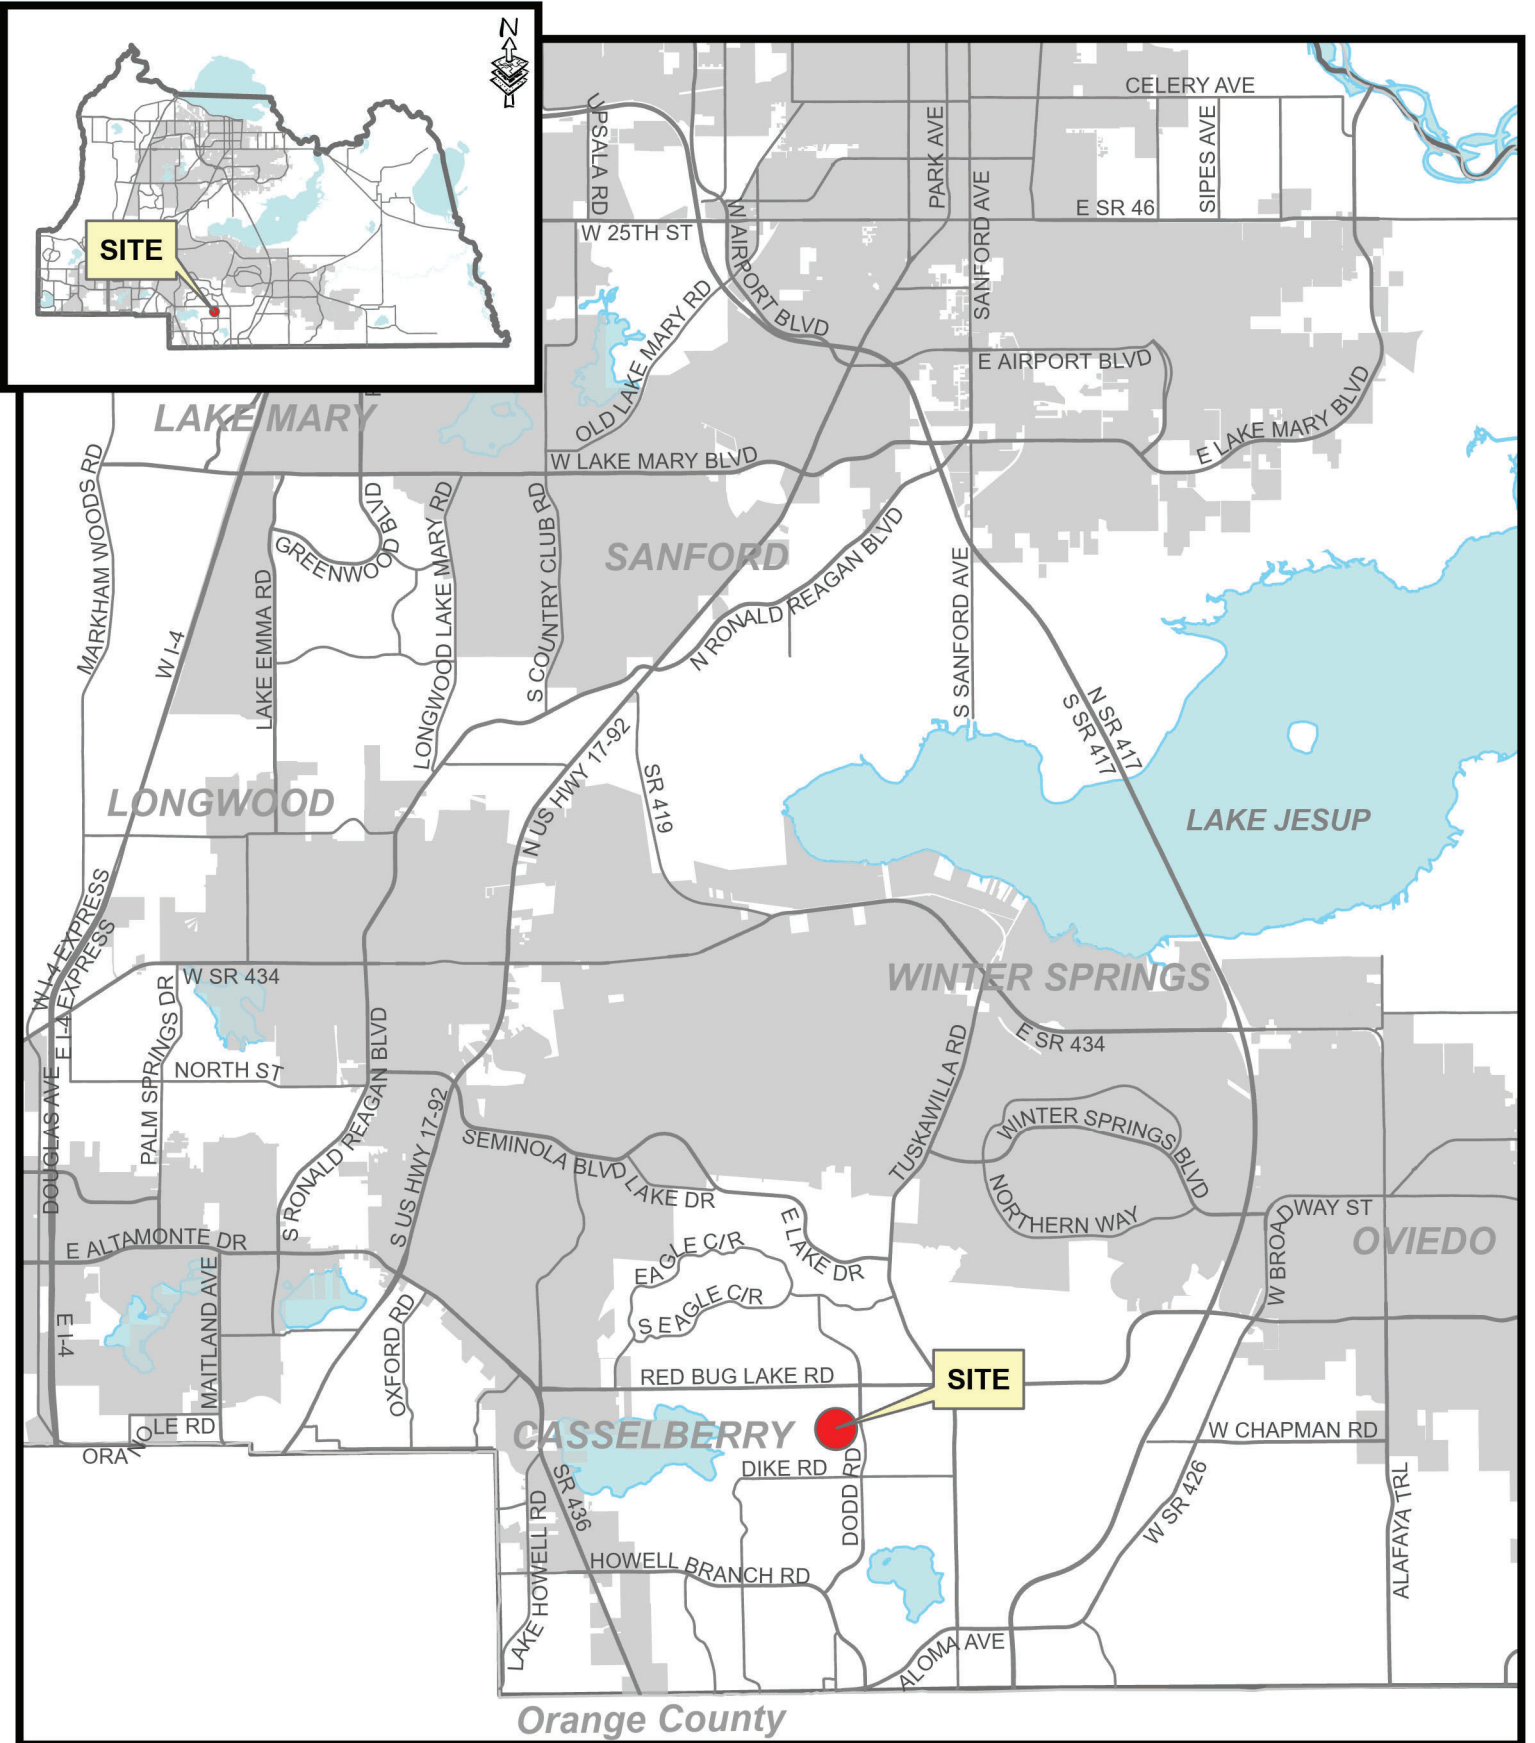 N
SITE
CELERY AVE
UPSALA RD
PARK AVE
SIPES AVE
SANFORD AVE
E SR 46
W 25TH ST
N AIRPORT BLVD
OLD LAKE MARY RD
E AIRPORT BLVD
E LAKE MARY BLVD
LAKE MARY
W LAKE MARY BLVD
MARKHAM WOODS RD
GREENWOOD BLVD
LONGWOOD LAKE MARY RD
S COUNTRY CLUB RD
SANFORD
N RONALD REAGAN BLVD
S SANFORD AVE
LAKE EMMA RD
W I-4
N SR 417
S SR 417
N US HWY 17-92
SR 419
LONGWOOD
LAKE JESUP
W I-4 EXPRESS
E I-4 EXPRESS
W SR 434
WINTER SPRINGS
PALM SPRINGS DR
E SR 434
NORTH ST
S RONALD REAGAN BLVD
S US HWY 17-92
TUSKAWILLA RD
DOUGLAS AVE
SEMINOLA BLVD
LAKE DR
WINTER SPRINGS BLVD
NORTHERN WAY
W BROADWAY ST
OVIEDO
E LAKE DR
EAGLE C/R
S EAGLE C/R
E ALTAMONTE DR
MAITLAND AVE
E I-4
OXFORD RD
RED BUG LAKE RD
SITE
CASSELBERRY
W CHAPMAN RD
ORANOLE RD
DIKE RD
DODD RD
SR 436
LAKE HOWELL RD
HOWELL BRANCH RD
W SR 426
ALAFAYA TRL
ALOMA AVE
Orange County